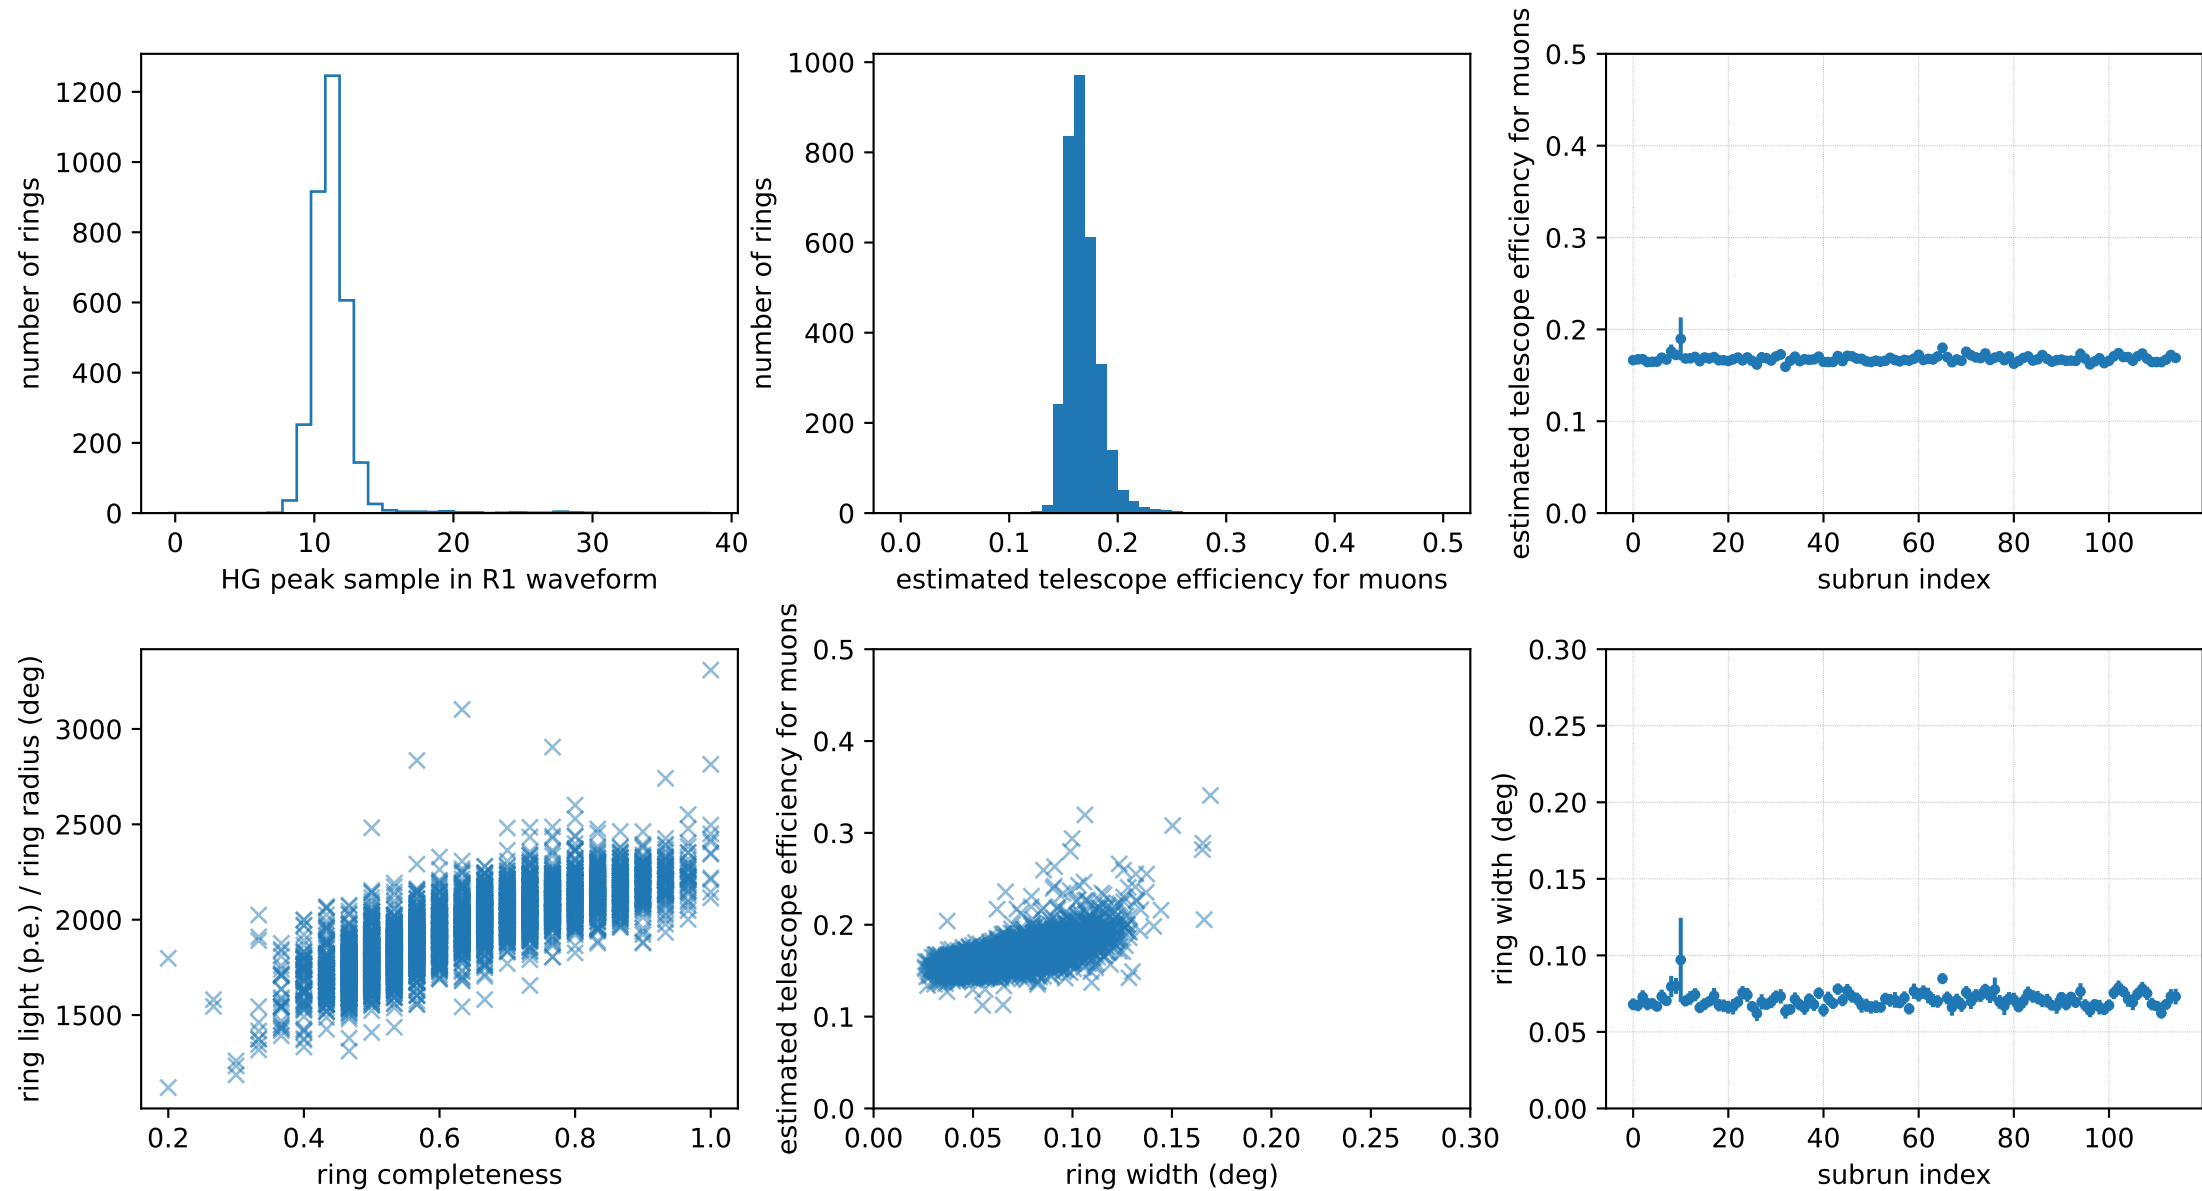 number of rings
1200
1000
800
600
400
200
0
0 10 20 30 40
HG peak sample in R1 waveform
number of rings
1000
800
600
400
200
0
0.0 0.1 0.2 0.3 0.4 0.5
estimated telescope efficiency for muons
estimated telescope efficiency for muons
0.5
0.4
0.3
0.2
0.1
0.0
0 20 40 60 80 100
subrun index
ring light (p.e.) / ring radius (deg)
3000
2500
2000
1500
0.2 0.4 0.6 0.8 1.0
ring completeness
estimated telescope efficiency for muons
0.5
0.4
0.3
0.2
0.1
0.0
0.00 0.05 0.10 0.15 0.20 0.25 0.30
ring width (deg)
ring width (deg)
0.30
0.25
0.20
0.15
0.10
0.05
0.00
0 20 40 60 80 100
subrun index